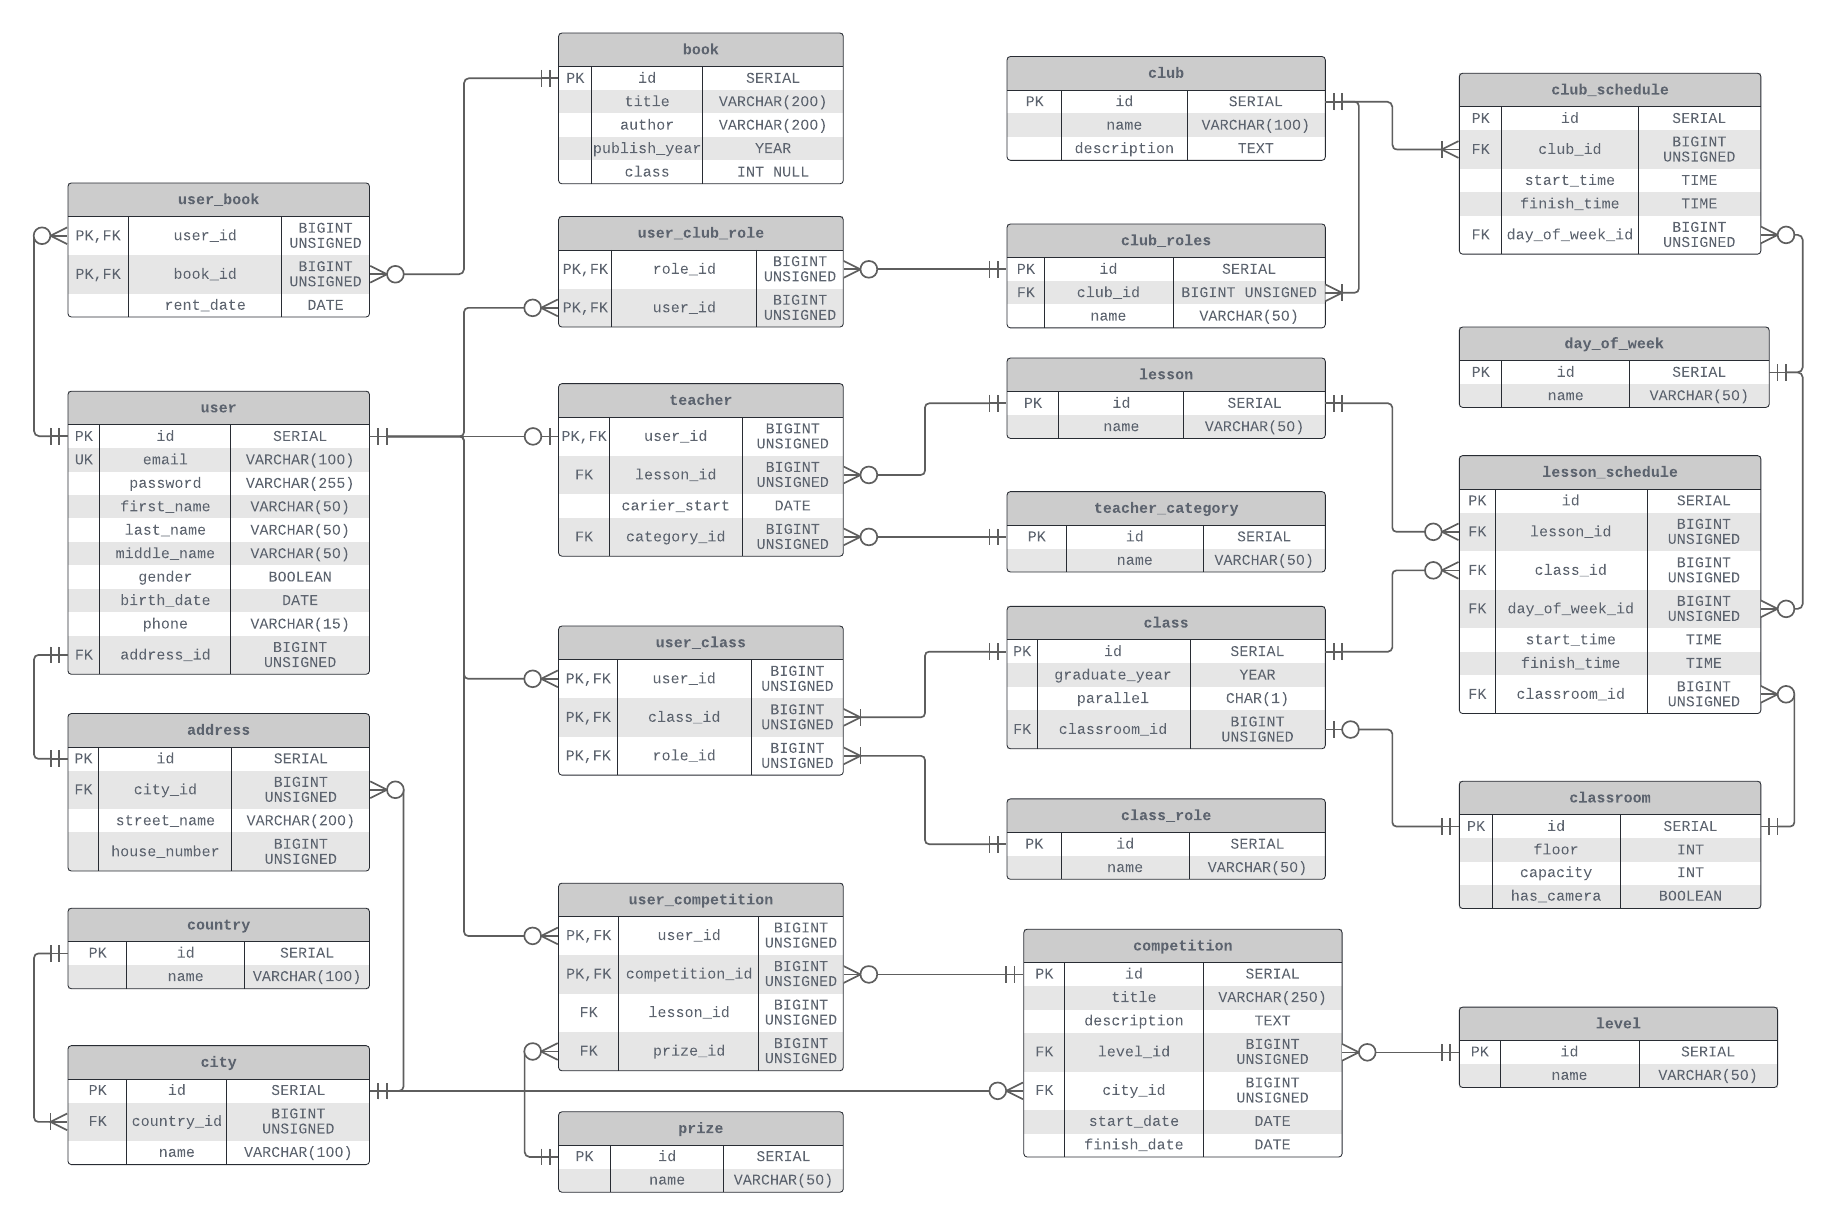 book
PK id SERIAL
title VARCHAR(200)
author VARCHAR(200)
publish_year YEAR
class INT NULL
club
PK id SERIAL
name VARCHAR(100)
description TEXT
club_schedule
PK id SERIAL
FK club_id BIGINT
UNSIGNED
start_time TIME
finish_time TIME
FK day_of_week_id BIGINT
UNSIGNED
user_book
PK,FK user_id BIGINT
UNSIGNED
PK,FK book_id BIGINT
UNSIGNED
rent_date DATE
user_club_role
PK,FK role_id BIGINT
UNSIGNED
PK,FK user_id BIGINT
UNSIGNED
club_roles
PK id SERIAL
FK club_id BIGINT UNSIGNED
name VARCHAR(50)
day_of_week
PK id SERIAL
name VARCHAR(50)
user
PK id SERIAL
UK email VARCHAR(100)
password VARCHAR(255)
first_name VARCHAR(50)
last_name VARCHAR(50)
middle_name VARCHAR(50)
gender BOOLEAN
birth_date DATE
phone VARCHAR(15)
FK address_id BIGINT
UNSIGNED
teacher
PK,FK user_id BIGINT
UNSIGNED
FK lesson_id BIGINT
UNSIGNED
carier_start DATE
FK category_id BIGINT
UNSIGNED
lesson
PK id SERIAL
name VARCHAR(50)
teacher_category
PK id SERIAL
name VARCHAR(50)
lesson_schedule
PK id SERIAL
FK lesson_id BIGINT
UNSIGNED
FK class_id BIGINT
UNSIGNED
FK day_of_week_id BIGINT
UNSIGNED
start_time TIME
finish_time TIME
FK classroom_id BIGINT
UNSIGNED
user_class
PK,FK user_id BIGINT
UNSIGNED
PK,FK class_id BIGINT
UNSIGNED
PK,FK role_id BIGINT
UNSIGNED
class
PK id SERIAL
graduate_year YEAR
parallel CHAR(1)
FK classroom_id BIGINT
UNSIGNED
address
PK id SERIAL
FK city_id BIGINT
UNSIGNED
street_name VARCHAR(200)
house_number BIGINT
UNSIGNED
class_role
PK id SERIAL
name VARCHAR(50)
classroom
PK id SERIAL
floor INT
capacity INT
has_camera BOOLEAN
country
PK id SERIAL
name VARCHAR(100)
user_competition
PK,FK user_id BIGINT
UNSIGNED
PK,FK competition_id BIGINT
UNSIGNED
FK lesson_id BIGINT
UNSIGNED
FK prize_id BIGINT
UNSIGNED
competition
PK id SERIAL
title VARCHAR(250)
description TEXT
FK level_id BIGINT
UNSIGNED
FK city_id BIGINT
UNSIGNED
start_date DATE
finish_date DATE
level
PK id SERIAL
name VARCHAR(50)
city
PK id SERIAL
FK country_id BIGINT
UNSIGNED
name VARCHAR(100)
prize
PK id SERIAL
name VARCHAR(50)